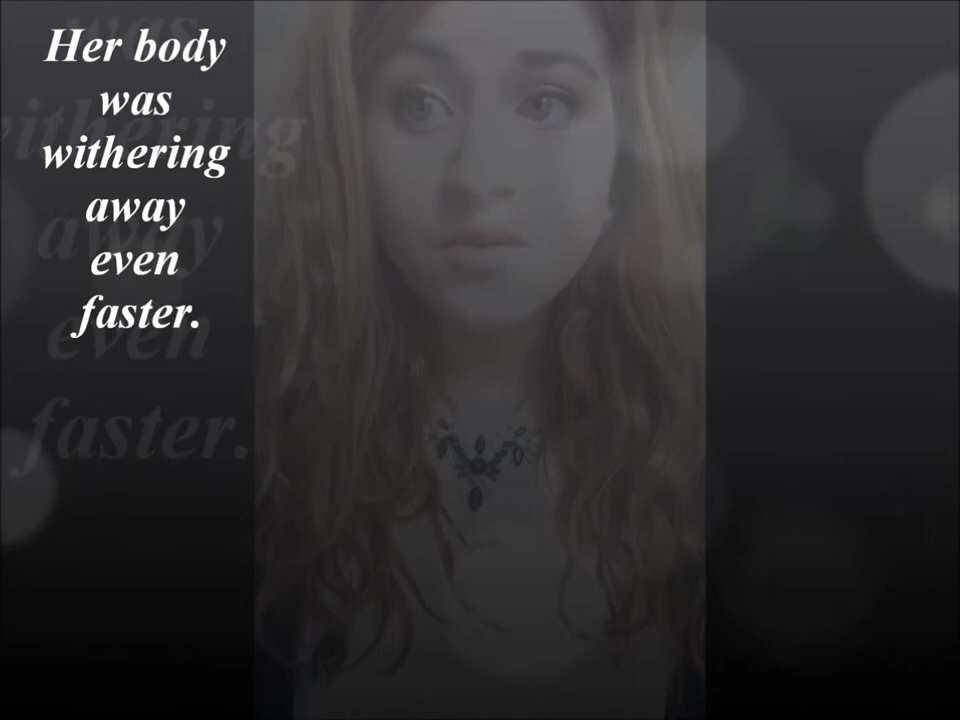 Her body
was
withering
away
even
faster.